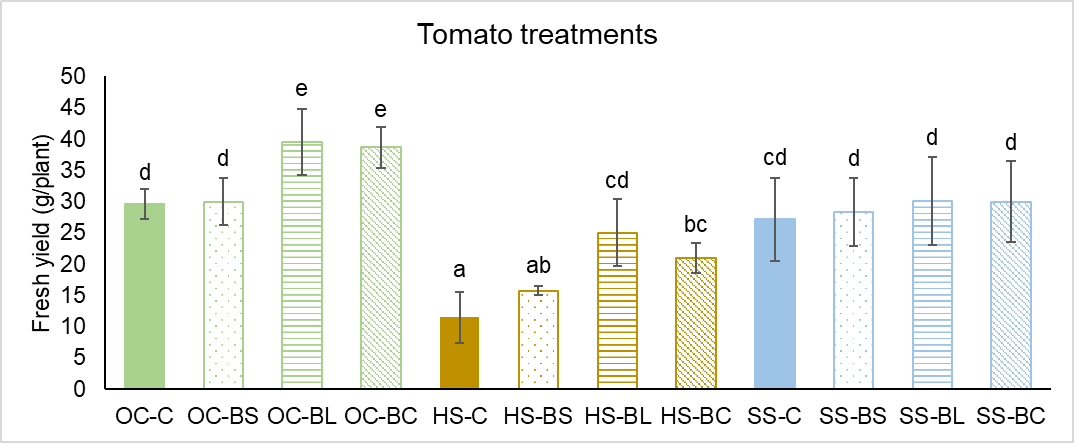 Tomato treatments
Fresh yield (g/plant)
50
45
40
35
30
25
20
15
10
5
0
d
d
e
e
a
ab
cd
bc
cd
d
d
d
OC-C OC-BS OC-BL OC-BC HS-C HS-BS HS-BL HS-BC SS-C SS-BS SS-BL SS-BC